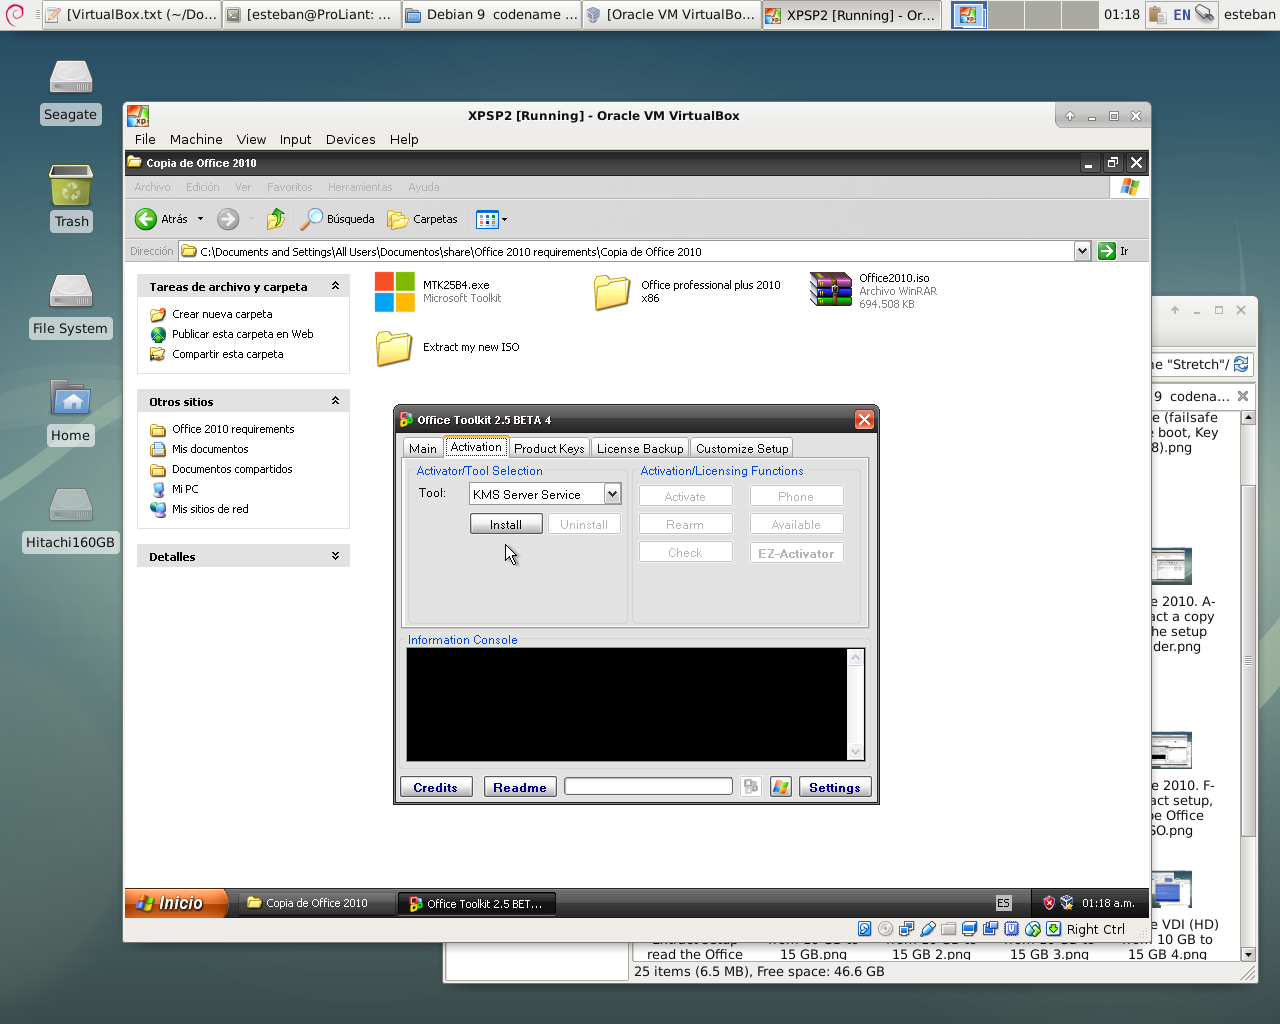 [VirtualBox.txt (~/Do...
[esteban@ProLiant: ...
Debian 9 codename ...
[Oracle VM VirtualBo...
XPSP2 [Running] - Or...
01:18
EN
esteban
Seagate
Trash
File System
Home
Hitachi160GB
XPSP2 [Running] - Oracle VM VirtualBox
File Machine View Input Devices Help
Copia de Office 2010
Archivo Edición Ver Favoritos Herramientas Ayuda
Atrás
Búsqueda
Carpetas
Dirección
C:\Documents and Settings\All Users\Documentos\share\Office 2010 requirements\Copia de Office 2010
Ir
Tareas de archivo y carpeta
Crear nueva carpeta
Publicar esta carpeta en Web
Compartir esta carpeta
Otros sitios
Office 2010 requirements
Mis documentos
Documentos compartidos
Mi PC
Mis sitios de red
Detalles
MTK25B4.exe
Microsoft Toolkit
Office professional plus 2010
x86
Office2010.iso
Archivo WinRAR
694.508 KB
Extract my new ISO
Office Toolkit 2.5 BETA 4
Main
Activation
Product Keys
License Backup
Customize Setup
Activator/Tool Selection
Tool:
KMS Server Service
Install
Uninstall
Activation/Licensing Functions
Activate
Phone
Rearm
Available
Check
EZ-Activator
Information Console
Credits
Readme
Settings
Inicio
Copia de Office 2010
Office Toolkit 2.5 BET...
ES
01:18 a.m.
Right Ctrl
ne "Stretch"/
9 codena...
e (failsafe
e boot, Key
8).png
e 2010. A-
act a copy
he setup
der.png
e 2010. F-
act setup,
be Office
SO.png
e VDI (HD)
read the Office
15 GB.png
15 GB 2.png
15 GB 3.png
from 10 GB to
15 GB 4.png
25 items (6.5 MB), Free space: 46.6 GB